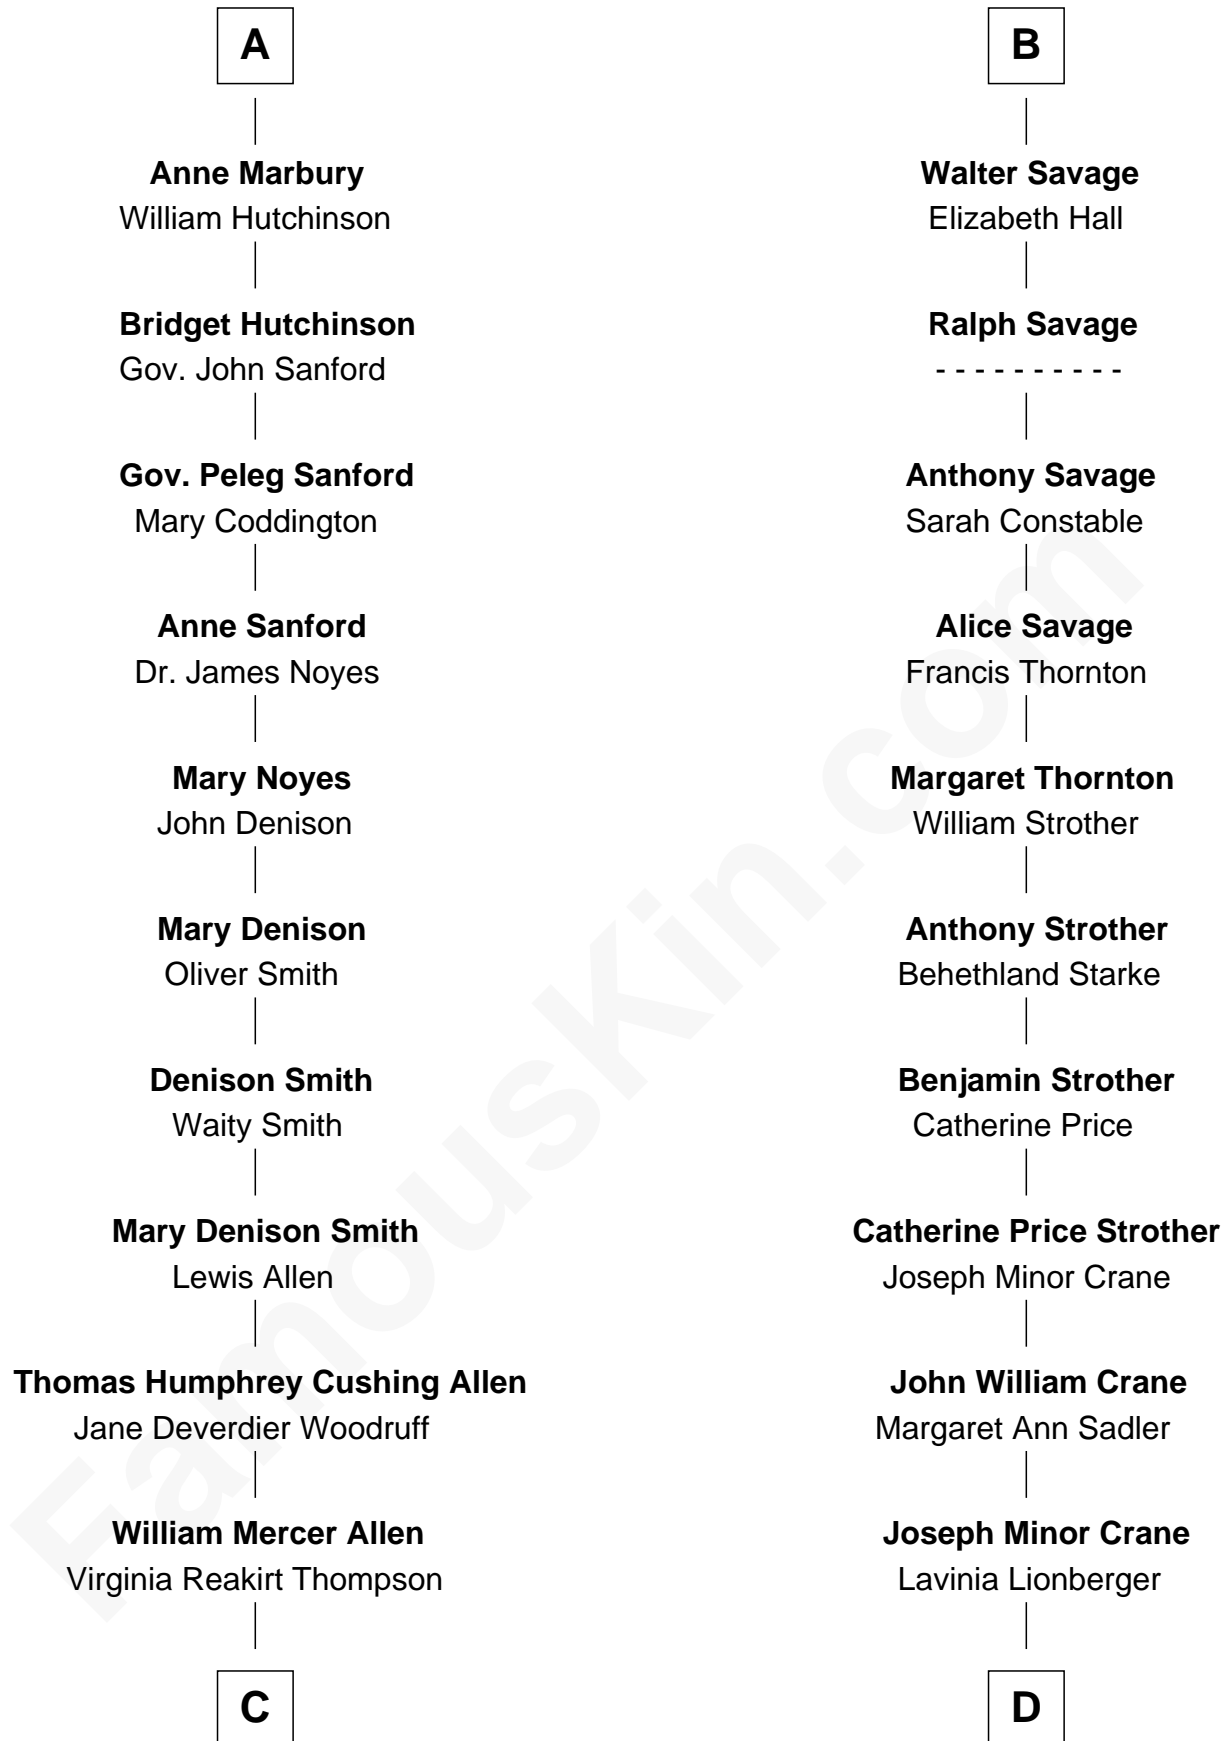 A
Anne Marbury
William Hutchinson
Bridget Hutchinson
Gov. John Sanford
Gov. Peleg Sanford
Mary Coddington
Anne Sanford
Dr. James Noyes
Mary Noyes
John Denison
Mary Denison
Oliver Smith
Denison Smith
Waity Smith
Mary Denison Smith
Lewis Allen
Thomas Humphrey Cushing Allen
Jane Deverdier Woodruff
William Mercer Allen
Virginia Reakirt Thompson
C
B
Walter Savage
Elizabeth Hall
Ralph Savage
- - - - - - - - - -
Anthony Savage
Sarah Constable
Alice Savage
Francis Thornton
Margaret Thornton
William Strother
Anthony Strother
Behethland Starke
Benjamin Strother
Catherine Price
Catherine Price Strother
Joseph Minor Crane
John William Crane
Margaret Ann Sadler
Joseph Minor Crane
Lavinia Lionberger
D
FamousKin.com